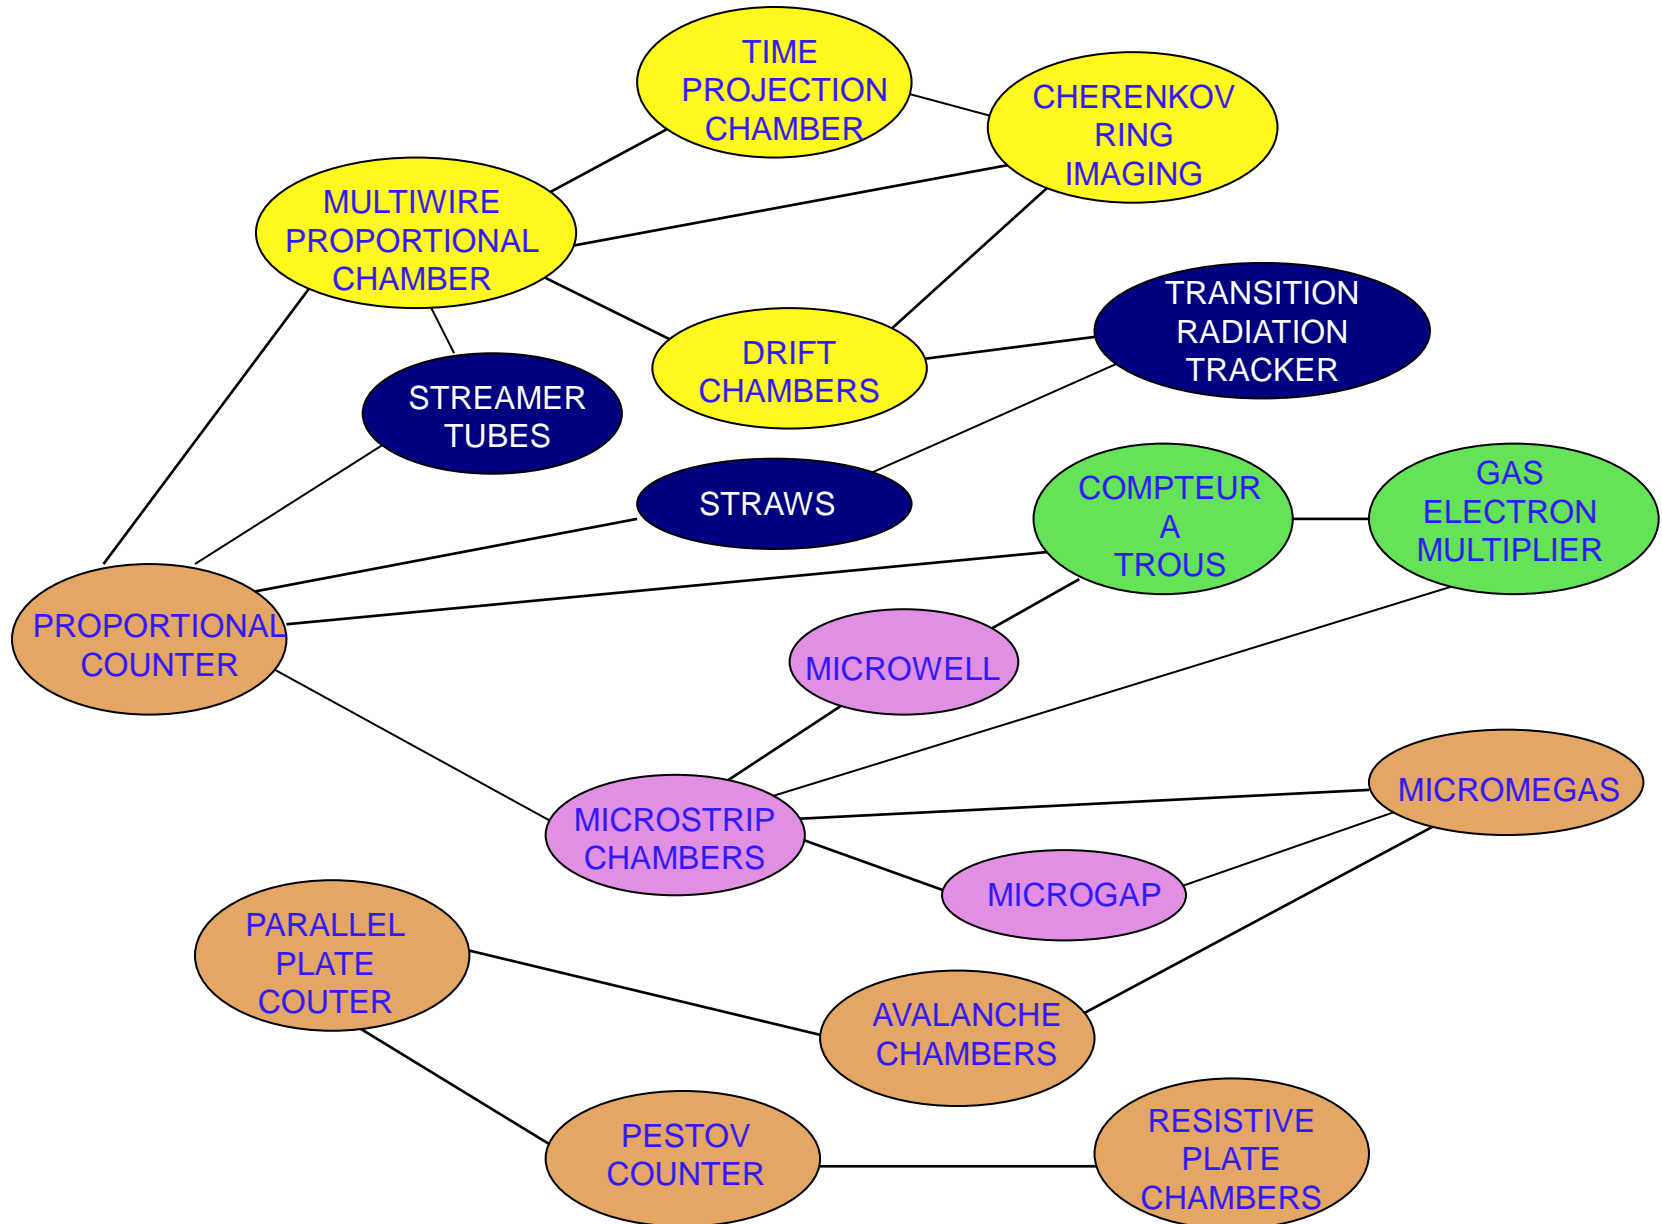 TIME
PROJECTION
CHAMBER
CHERENKOV
RING
IMAGING
MULTIWIRE
PROPORTIONAL
CHAMBER
TRANSITION
RADIATION
TRACKER
DRIFT
CHAMBERS
STREAMER
TUBES
STRAWS
COMPTEUR
A
TROUS
GAS
ELECTRON
MULTIPLIER
PROPORTIONAL
COUNTER
MICROWELL
MICROSTRIP
CHAMBERS
MICROMEGAS
MICROGAP
PARALLEL
PLATE
COUTER
AVALANCHE
CHAMBERS
PESTOV
COUNTER
RESISTIVE
PLATE
CHAMBERS